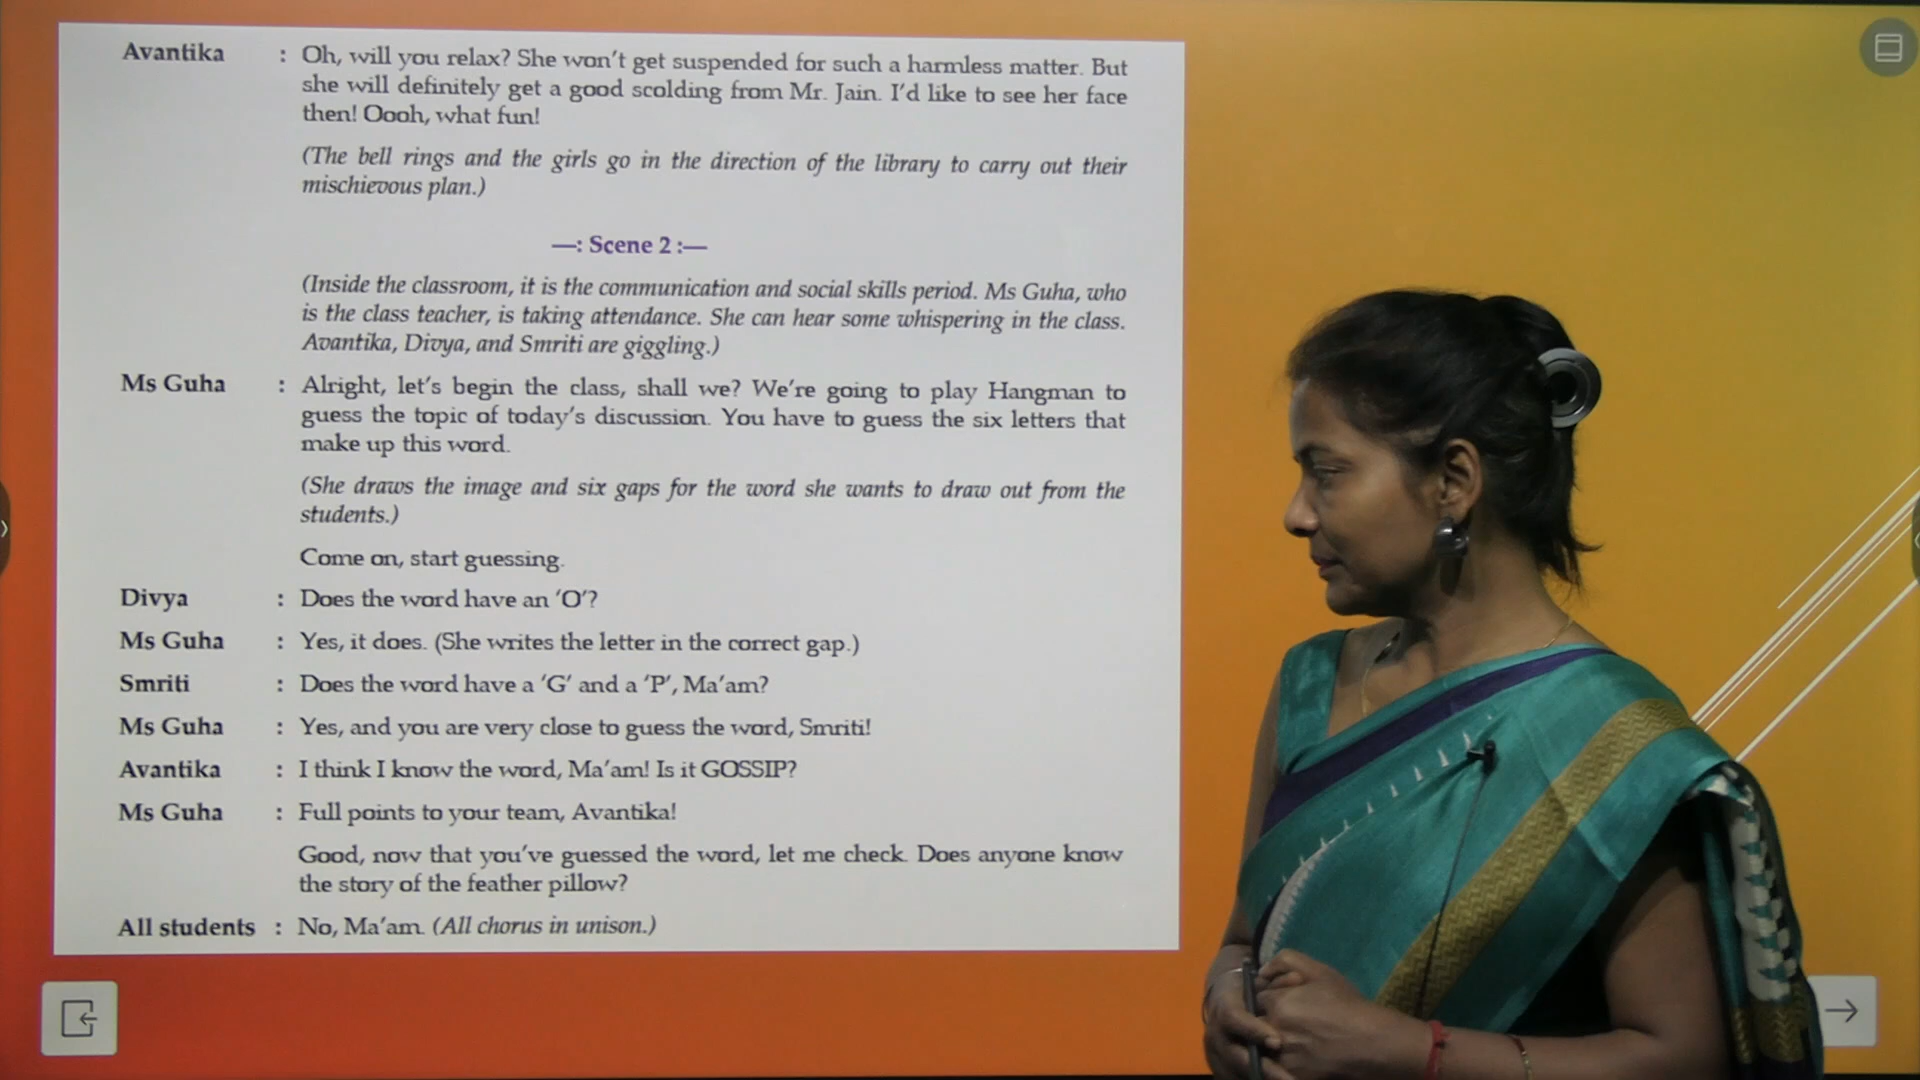 Avantika : Oh, will you relax? She won't get suspended for such a harmless matter. But
she will definitely get a good scolding from Mr. Jain. I'd like to see her face
then! Oooh, what fun!
(The bell rings and the girls go in the direction of the library to carry out their
mischievous plan.)
—: Scene 2 :—
(Inside the classroom, it is the communication and social skills period. Ms Guha, who
is the class teacher, is taking attendance. She can hear some whispering in the class.
Avantika, Divya, and Smriti are giggling.)
Ms Guha : Alright, let's begin the class, shall we? We're going to play Hangman to
guess the topic of today's discussion. You have to guess the six letters that
make up this word.
(She draws the image and six gaps for the word she wants to draw out from the
students.)
Come on, start guessing.
Divya : Does the word have an 'O'?
Ms Guha : Yes, it does. (She writes the letter in the correct gap.)
Smriti : Does the word have a 'G' and a 'P', Ma'am?
Ms Guha : Yes, and you are very close to guess the word, Smriti!
Avantika : I think I know the word, Ma'am! Is it GOSSIP?
Ms Guha : Full points to your team, Avantika!
Good, now that you've guessed the word, let me check. Does anyone know
the story of the feather pillow?
All students : No, Ma'am. (All chorus in unison.)